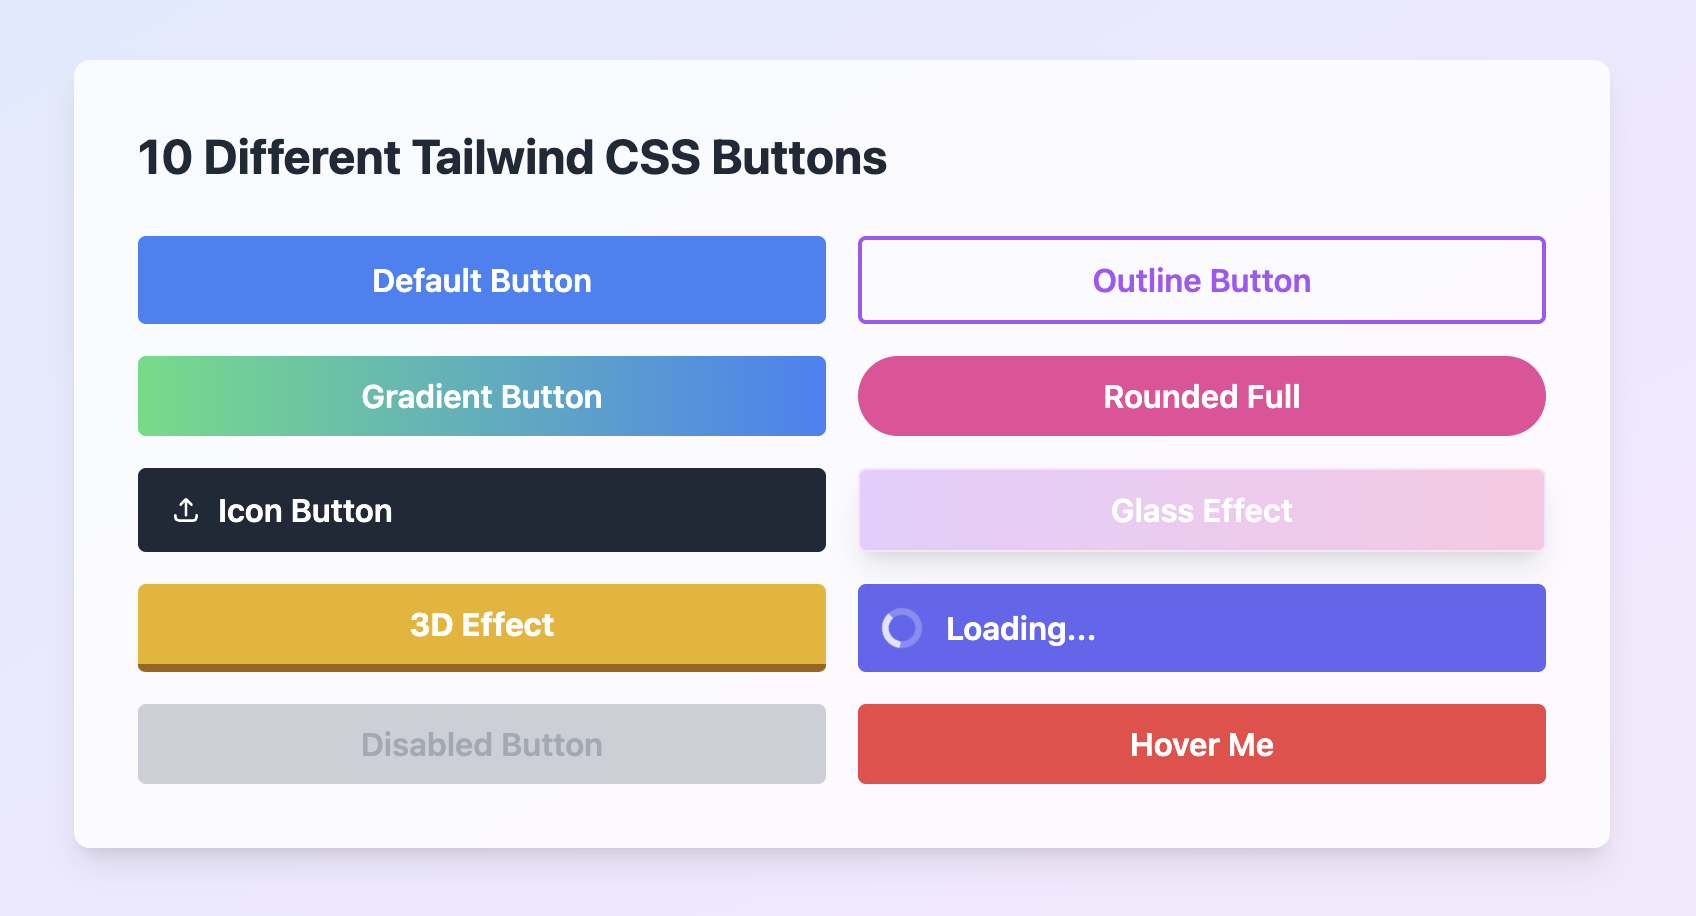 10 Different Tailwind CSS Buttons
Default Button
Outline Button
Gradient Button
Rounded Full
Icon Button
Glass Effect
3D Effect
Loading...
Disabled Button
Hover Me